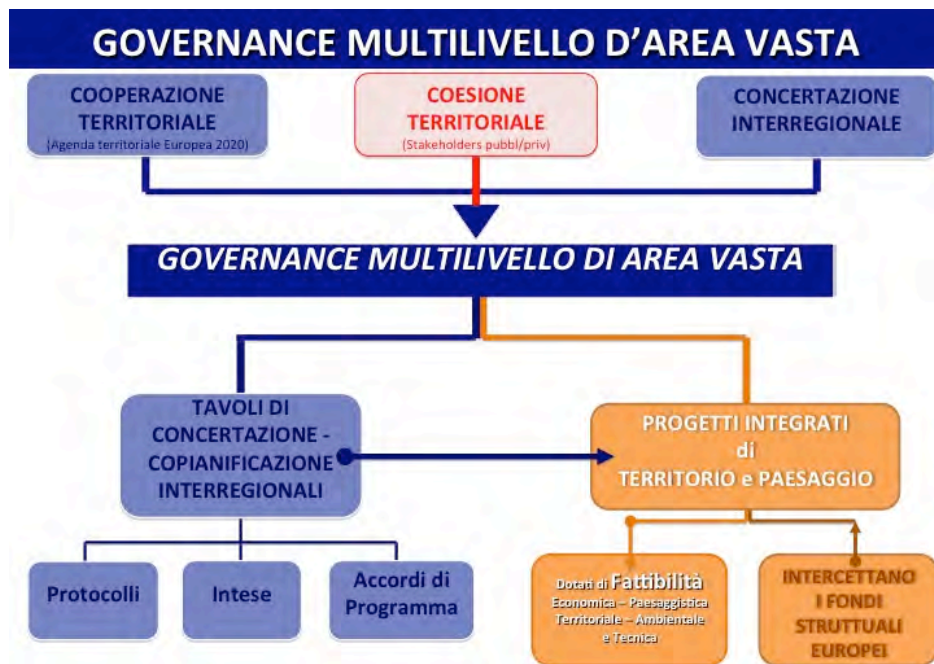 GOVERNANCE MULTILIVELLO D'AREA VASTA
COOPERAZIONE
TERRITORIALE
(Agenda territoriale Europea 2020)
COESIONE
TERRITORIALE
(Stakeholders pubbl/priv)
CONCERTAZIONE
INTERREGIONALE
GOVERNANCE MULTILIVELLO DI AREA VASTA
TAVOLI DI
CONCERTAZIONE -
COPIANIFICAZIONE
INTERREGIONALI
PROGETTI INTEGRATI
di
TERRITORIO e PAESAGGIO
Protocolli
Intese
Accordi di
Programma
Dotati di Fattibilità
Economica – Paesaggistica
Territoriale – Ambientale
e Tecnica
INTERCETTANO
I FONDI
STRUTTUALI
EUROPEI